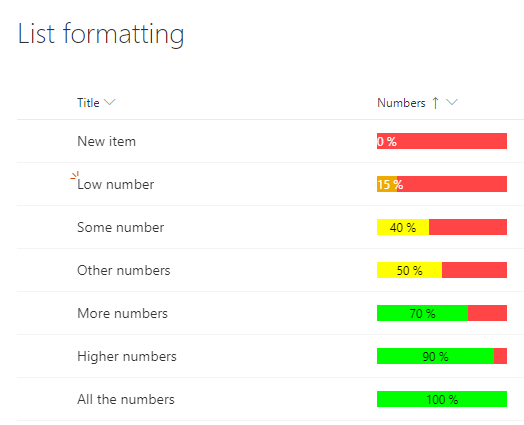 List formatting
Title Numbers ↑
New item 0 %
Low number 15 %
Some number 40 %
Other numbers 50 %
More numbers 70 %
Higher numbers 90 %
All the numbers 100 %